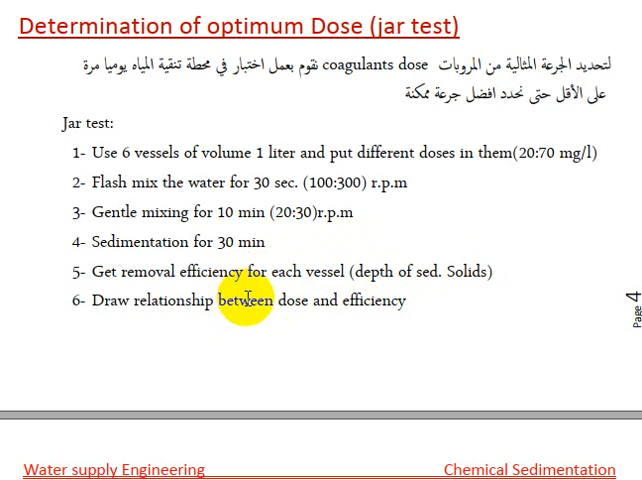 Determination of optimum Dose (jar test)
لتحديد الجرعة المثالية من المروبات coagulants dose نقوم بعمل اختبار في محطة تنقية المياه يوميا مرة
على الأقل حتى نحدد افضل جرعة ممكنة
Jar test:
1- Use 6 vessels of volume 1 liter and put different doses in them(20:70 mg/l)
2- Flash mix the water for 30 sec. (100:300) r.p.m
3- Gentle mixing for 10 min (20:30)r.p.m
4- Sedimentation for 30 min
5- Get removal efficiency for each vessel (depth of sed. Solids)
6- Draw relationship between dose and efficiency
Page 4
Water supply Engineering Chemical Sedimentation